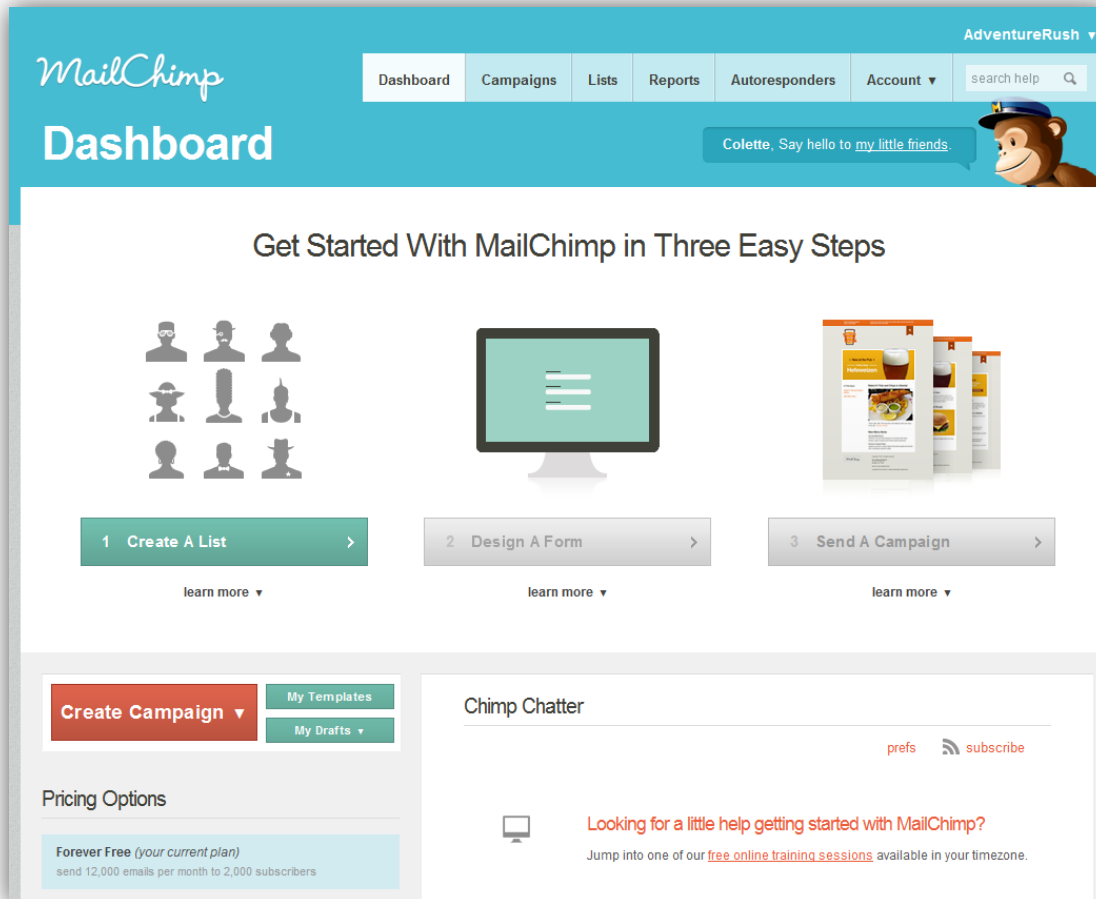 AdventureRush ▼
MailChimp
Dashboard
Campaigns
Lists
Reports
Autoresponders
Account ▼
search help
Dashboard
Colette, Say hello to my little friends.
Get Started With MailChimp in Three Easy Steps
1 Create A List
2 Design A Form
3 Send A Campaign
learn more ▼
learn more ▼
learn more ▼
Create Campaign ▼
My Templates
My Drafts ▼
Pricing Options
Forever Free (your current plan)
send 12,000 emails per month to 2,000 subscribers
Chimp Chatter
prefs
subscribe
Looking for a little help getting started with MailChimp?
Jump into one of our free online training sessions available in your timezone.